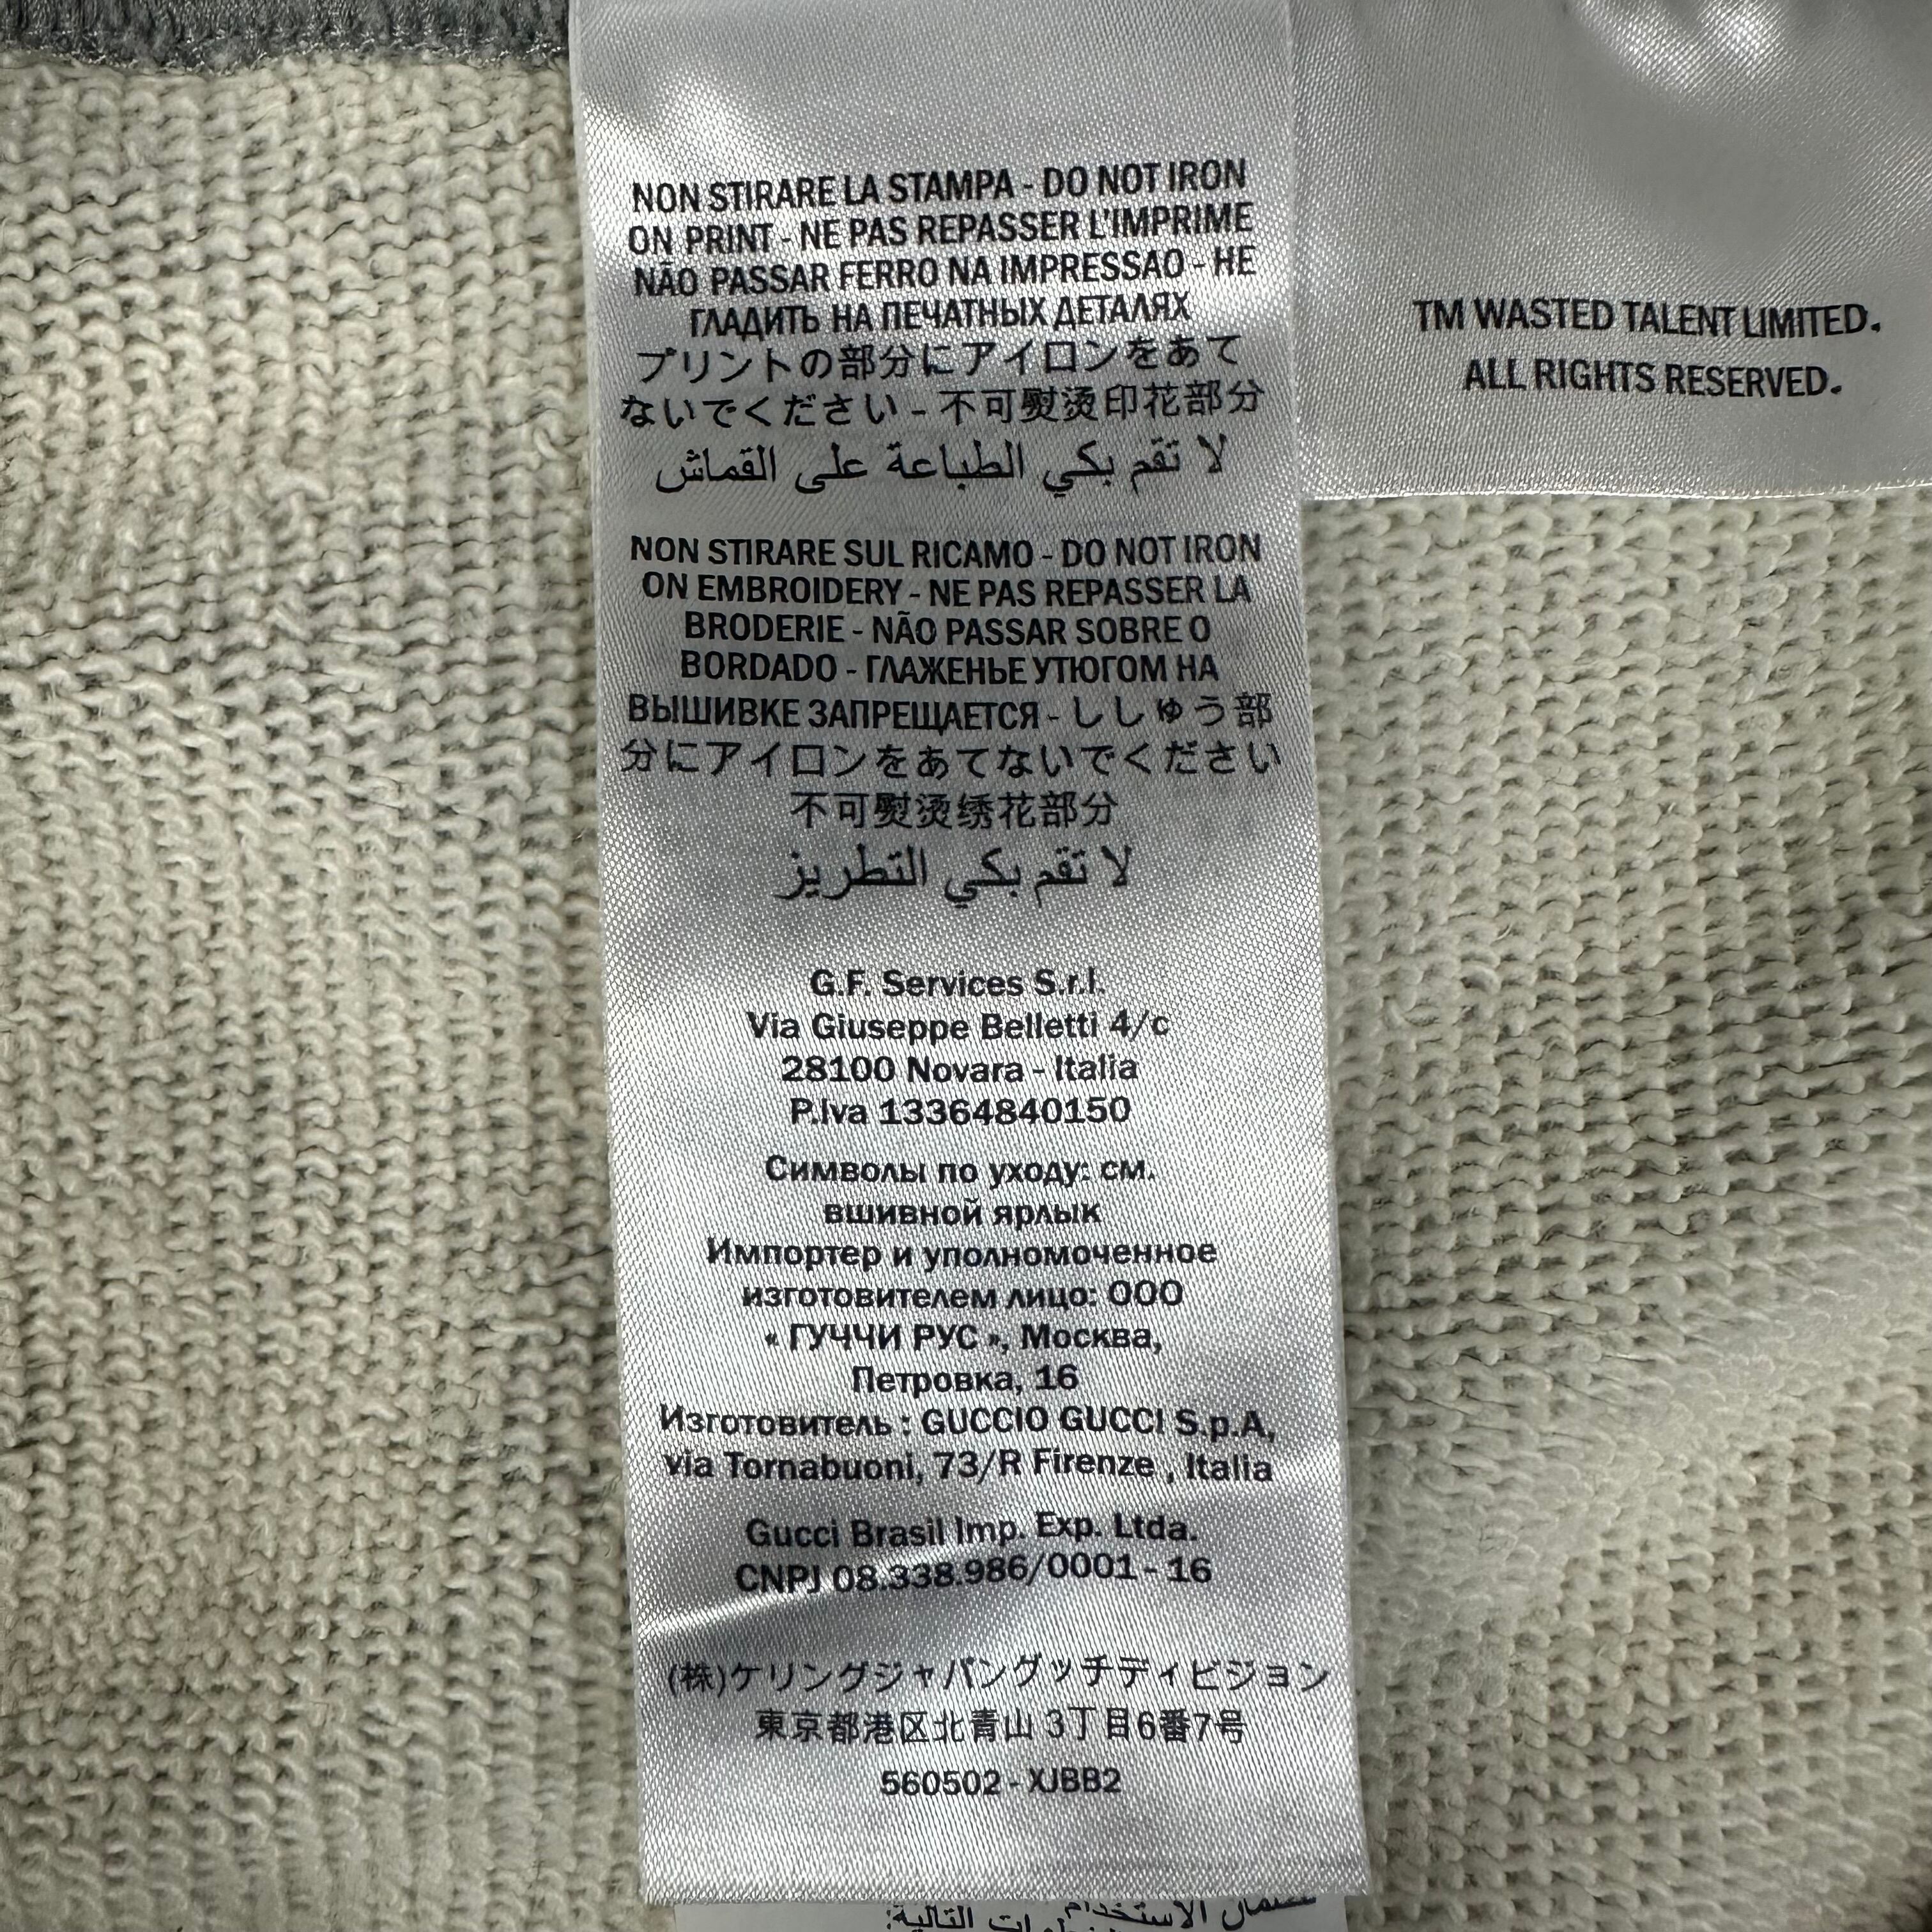 NON STIRARE LA STAMPA - DO NOT IRON
ON PRINT - NE PAS REPASSER L'IMPRIME
NÃO PASSAR FERRO NA IMPRESSAO - НЕ
ГЛАДИТЬ НА ПЕЧАТНЫХ ДЕТАЛЯХ
プリントの部分にアイロンをあて
ないでください - 不可熨烫印花部分
لا تقم بكي الطباعة على القماش
NON STIRARE SUL RICAMO - DO NOT IRON
ON EMBROIDERY - NE PAS REPASSER LA
BRODERIE - NÃO PASSAR SOBRE O
BORDADO - ГЛАЖЕНЬЕ УТЮГОМ НА
ВЫШИВКЕ ЗАПРЕЩАЕТСЯ - ししゅう部
分にアイロンをあてないでください
不可熨烫绣花部分
لا تقم بكي التطريز
G.F. Services S.r.l.
Via Giuseppe Belletti 4/c
28100 Novara - Italia
P.Iva 13364840150
Символы по уходу: см.
вшивной ярлык
Импортер и уполномоченное
изготовителем лицо: ООО
« ГУЧЧИ РУС », Москва,
Петровка, 16
Изготовитель : GUCCIO GUCCI S.p.A,
via Tornabuoni, 73/R Firenze , Italia
Gucci Brasil Imp. Exp. Ltda.
CNPJ 08.338.986/0001 - 16
(株)ケリングジャパングッチディビジョン
東京都港区北青山 3丁目6番7号
560502 - XJBB2
الاستخدام
التالية:
TM WASTED TALENT LIMITED.
ALL RIGHTS RESERVED.